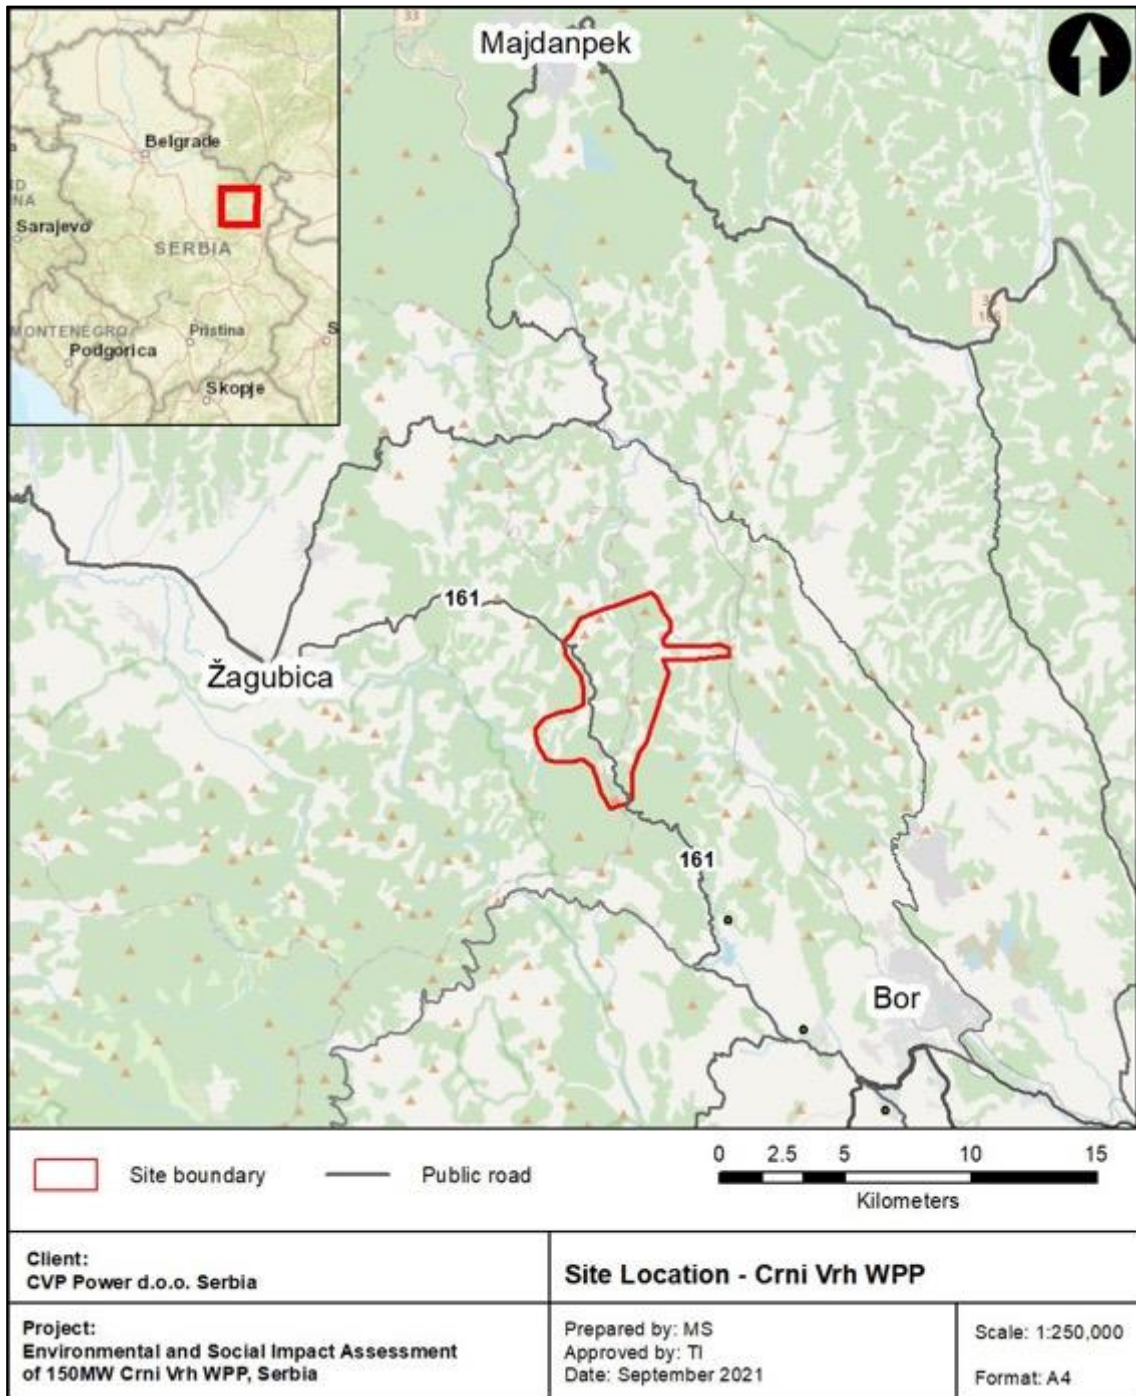 Majdanpek
33
Belgrade
Sarajevo
SERBIA
MONTENEGRO
Pristina
Podgorica
Skopje
161
Žagubica
161
Bor
Site boundary
Public road
0 2.5 5 10 15
Kilometers
Client:
CVP Power d.o.o. Serbia
Site Location - Crni Vrh WPP
Project:
Environmental and Social Impact Assessment
of 150MW Crni Vrh WPP, Serbia
Prepared by: MS
Approved by: TI
Date: September 2021
Scale: 1:250,000
Format: A4